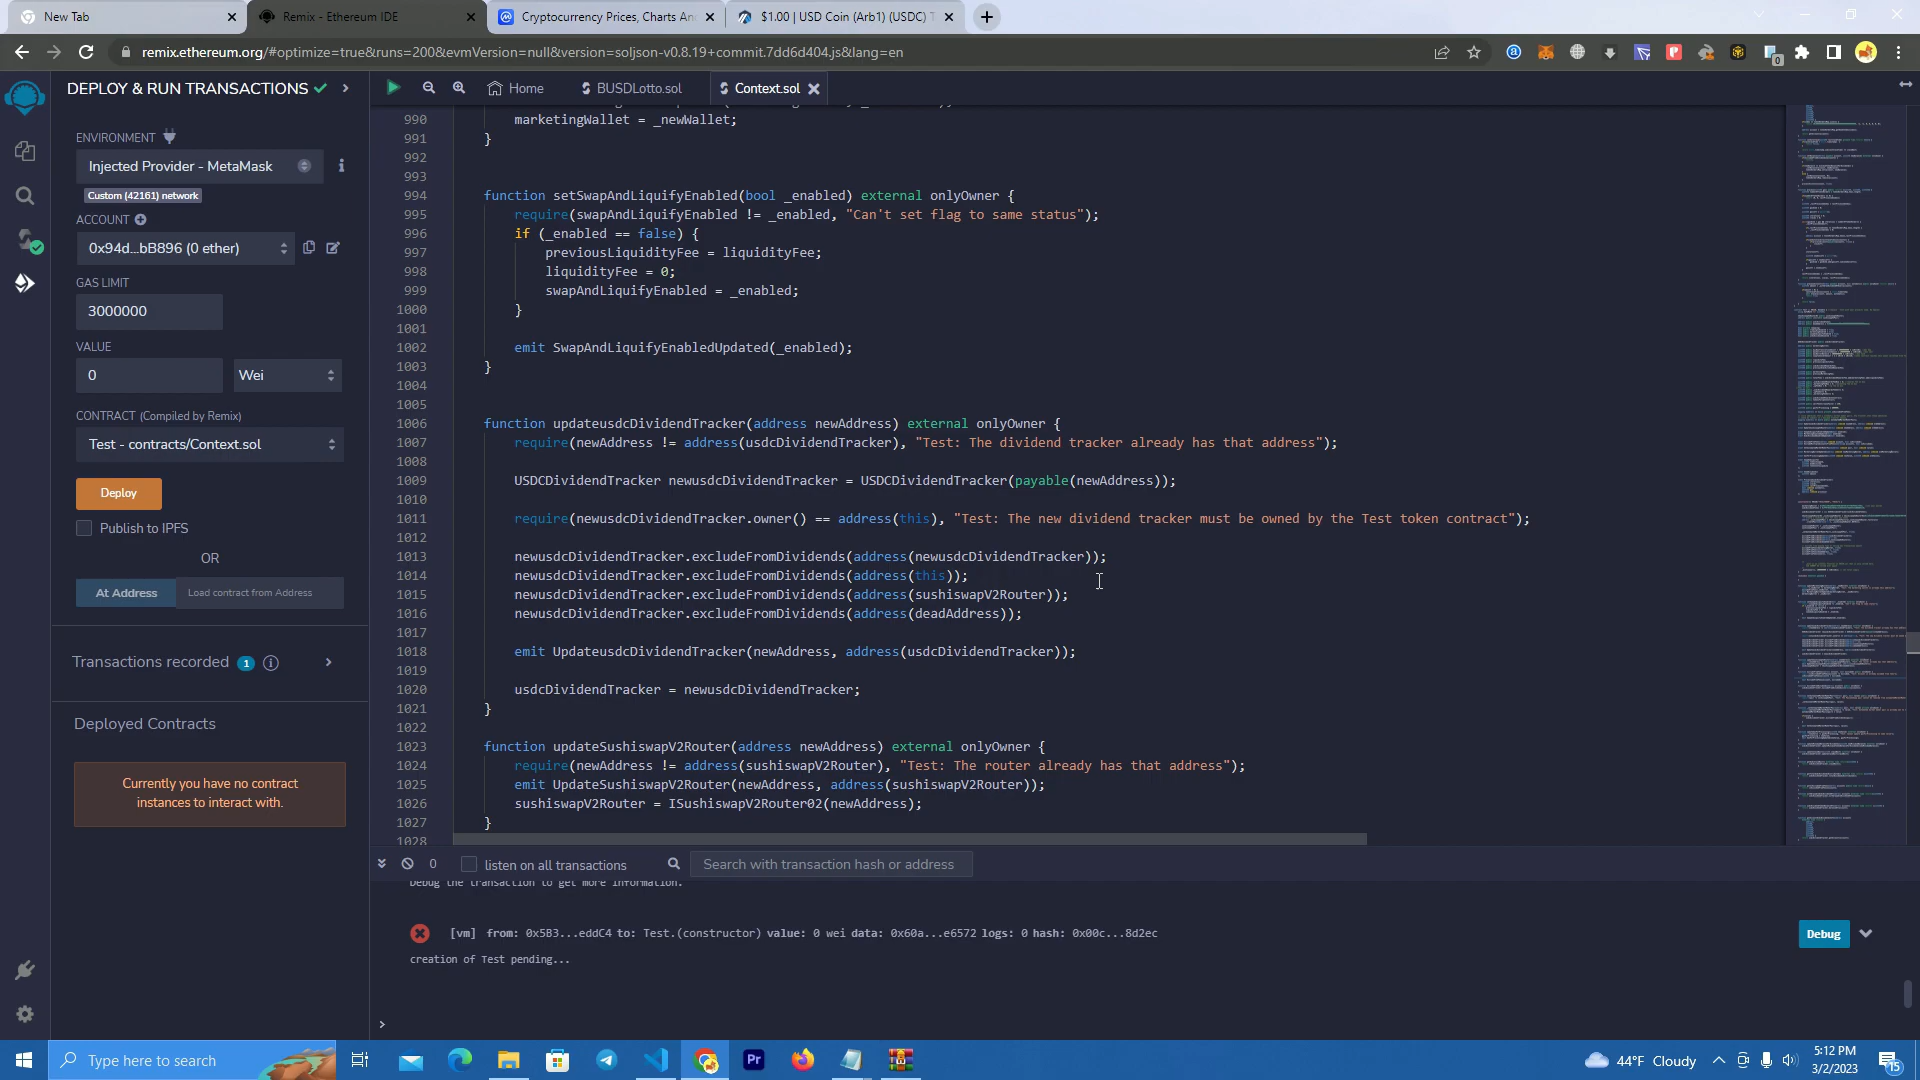 New Tab
Remix - Ethereum IDE
Cryptocurrency Prices, Charts An
$1.00 | USD Coin (Arb1) (USDC) T
remix.ethereum.org/#optimize=true&runs=200&evmVersion=null&version=soljson-v0.8.19+commit.7dd6d404.js&lang=en
DEPLOY & RUN TRANSACTIONS
Home
BUSDLotto.sol
Context.sol
ENVIRONMENT
Injected Provider - MetaMask
Custom (42161) network
ACCOUNT
0x94d...bB896 (0 ether)
GAS LIMIT
3000000
VALUE
0
Wei
CONTRACT (Compiled by Remix)
Test - contracts/Context.sol
Deploy
Publish to IPFS
OR
At Address
Load contract from Address
Transactions recorded 1
Deployed Contracts
Currently you have no contract
instances to interact with.
990 marketingWallet = _newWallet;
991 }
992
993
994 function setSwapAndLiquifyEnabled(bool _enabled) external onlyOwner {
995 require(swapAndLiquifyEnabled != _enabled, "Can't set flag to same status");
996 if (_enabled == false) {
997 previousLiquidityFee = liquidityFee;
998 liquidityFee = 0;
999 swapAndLiquifyEnabled = _enabled;
1000 }
1001
1002 emit SwapAndLiquifyEnabledUpdated(_enabled);
1003 }
1004
1005
1006 function updateusdcDividendTracker(address newAddress) external onlyOwner {
1007 require(newAddress != address(usdcDividendTracker), "Test: The dividend tracker already has that address");
1008
1009 USDCDividendTracker newusdcDividendTracker = USDCDividendTracker(payable(newAddress));
1010
1011 require(newusdcDividendTracker.owner() == address(this), "Test: The new dividend tracker must be owned by the Test token contract");
1012
1013 newusdcDividendTracker.excludeFromDividends(address(newusdcDividendTracker));
1014 newusdcDividendTracker.excludeFromDividends(address(this));
1015 newusdcDividendTracker.excludeFromDividends(address(sushiswapV2Router));
1016 newusdcDividendTracker.excludeFromDividends(address(deadAddress));
1017
1018 emit UpdateusdcDividendTracker(newAddress, address(usdcDividendTracker));
1019
1020 usdcDividendTracker = newusdcDividendTracker;
1021 }
1022
1023 function updateSushiswapV2Router(address newAddress) external onlyOwner {
1024 require(newAddress != address(sushiswapV2Router), "Test: The router already has that address");
1025 emit UpdateSushiswapV2Router(newAddress, address(sushiswapV2Router));
1026 sushiswapV2Router = ISushiswapV2Router02(newAddress);
1027 }
1028
0
listen on all transactions
Search with transaction hash or address
Debug the transaction to get more information.
[vm] from: 0x5B3...eddC4 to: Test.(constructor) value: 0 wei data: 0x60a...e6572 logs: 0 hash: 0x00c...8d2ec
Debug
creation of Test pending...
>
Type here to search
44°F Cloudy
5:12 PM
3/2/2023
15